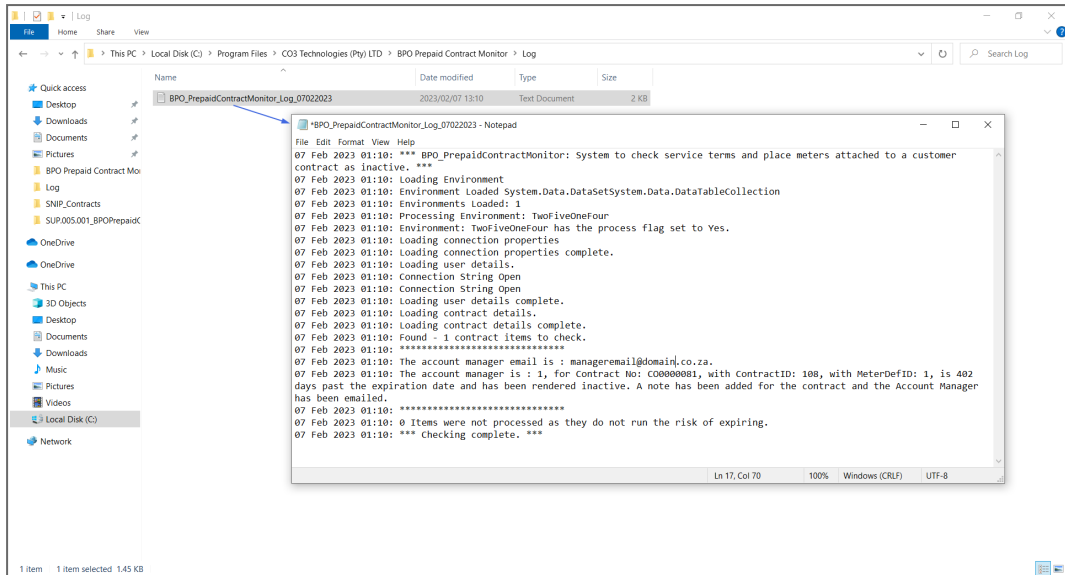 Log
File Home Share View
This PC > Local Disk (C:) > Program Files > CO3 Technologies (Pty) LTD > BPO Prepaid Contract Monitor > Log
Search Log
Name Date modified Type Size
BPO_PrepaidContractMonitor_Log_07022023 2023/02/07 13:10 Text Document 2 KB
Quick access
Desktop
Downloads
Documents
Pictures
BPO Prepaid Contract Mo
Log
SNIP_Contracts
SUP.005.001_BPOPrepaidC
OneDrive
OneDrive
This PC
3D Objects
Desktop
Documents
Downloads
Music
Pictures
Videos
Local Disk (C:)
Network
*BPO_PrepaidContractMonitor_Log_07022023 - Notepad
File Edit Format View Help
07 Feb 2023 01:10: *** BPO_PrepaidContractMonitor: System to check service terms and place meters attached to a customer
contract as inactive. ***
07 Feb 2023 01:10: Loading Environment
07 Feb 2023 01:10: Environment Loaded System.Data.DataSetSystem.Data.DataTableCollection
07 Feb 2023 01:10: Environments Loaded: 1
07 Feb 2023 01:10: Processing Environment: TwoFiveOneFour
07 Feb 2023 01:10: Environment: TwoFiveOneFour has the process flag set to Yes.
07 Feb 2023 01:10: Loading connection properties
07 Feb 2023 01:10: Loading connection properties complete.
07 Feb 2023 01:10: Loading user details.
07 Feb 2023 01:10: Connection String Open
07 Feb 2023 01:10: Connection String Open
07 Feb 2023 01:10: Loading user details complete.
07 Feb 2023 01:10: Loading contract details.
07 Feb 2023 01:10: Loading contract details complete.
07 Feb 2023 01:10: Found - 1 contract items to check.
07 Feb 2023 01:10: ******************************
07 Feb 2023 01:10: The account manager email is : manageremail@domain.co.za.
07 Feb 2023 01:10: The account manager is : 1, for Contract No: CO0000081, with ContractID: 108, with MeterDefID: 1, is 402
days past the expiration date and has been rendered inactive. A note has been added for the contract and the Account Manager
has been emailed.
07 Feb 2023 01:10: ******************************
07 Feb 2023 01:10: 0 Items were not processed as they do not run the risk of expiring.
07 Feb 2023 01:10: *** Checking complete. ***
Ln 17, Col 70 100% Windows (CRLF) UTF-8
1 item 1 item selected 1.45 KB